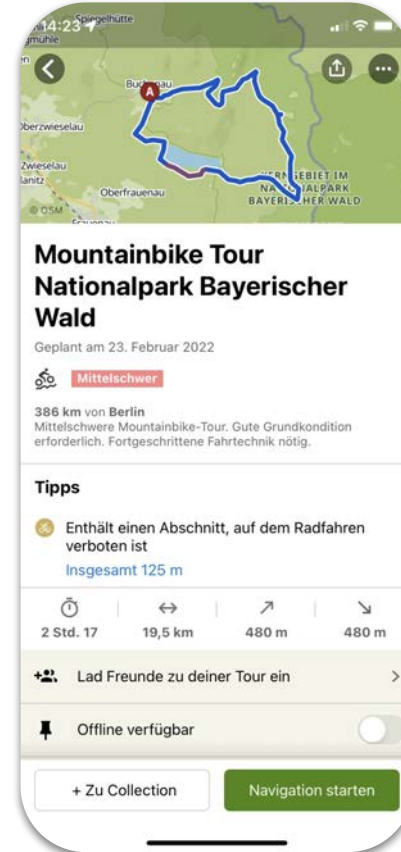 14:23
Spiegelhütte
Oberzwieselau
Zwieselau
Oberfrauenau
KERNGEBIET IM
NATIONALPARK
BAYERISCHER WALD
A
© OSM
Mountainbike Tour
Nationalpark Bayerischer
Wald
Geplant am 23. Februar 2022
Mittelschwer
386 km von Berlin
Mittelschwere Mountainbike-Tour. Gute Grundkondition
erforderlich. Fortgeschrittene Fahrtechnik nötig.
Tipps
Enthält einen Abschnitt, auf dem Radfahren
verboten ist
Insgesamt 125 m
2 Std. 17 19,5 km 480 m 480 m
Lad Freunde zu deiner Tour ein
Offline verfügbar
+ Zu Collection Navigation starten